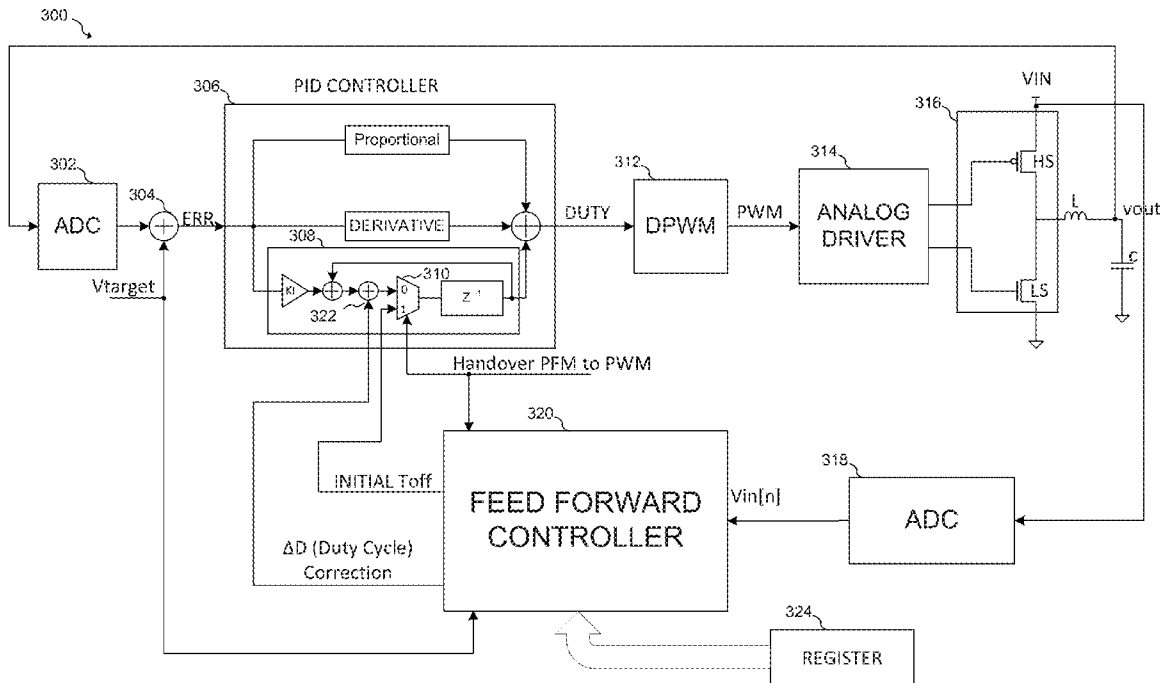 300
PID CONTROLLER
306
VIN
316
Proportional
302
304
312
314
HS
ADC
ERR
DERIVATIVE
DUTY
DPWM
PWM
ANALOG
DRIVER
L
vout
308
310
C
Vtarget
KI
0
1
Z⁻¹
322
LS
Handover PFM to PWM
320
318
INITIAL Toff
FEED FORWARD
CONTROLLER
Vin[n]
ADC
ΔD (Duty Cycle)
Correction
324
REGISTER